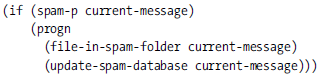 (if (spam-p current-message)
    (progn
      (file-in-spam-folder current-message)
      (update-spam-database current-message)))